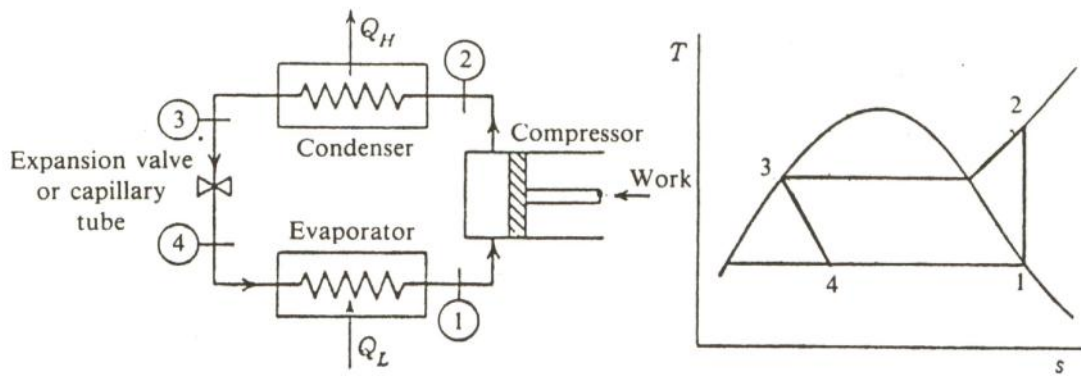 Q_H
2
3
Condenser
Compressor
Expansion valve
or capillary
tube
Work
Evaporator
4
1
Q_L
T
2
3
4
1
s